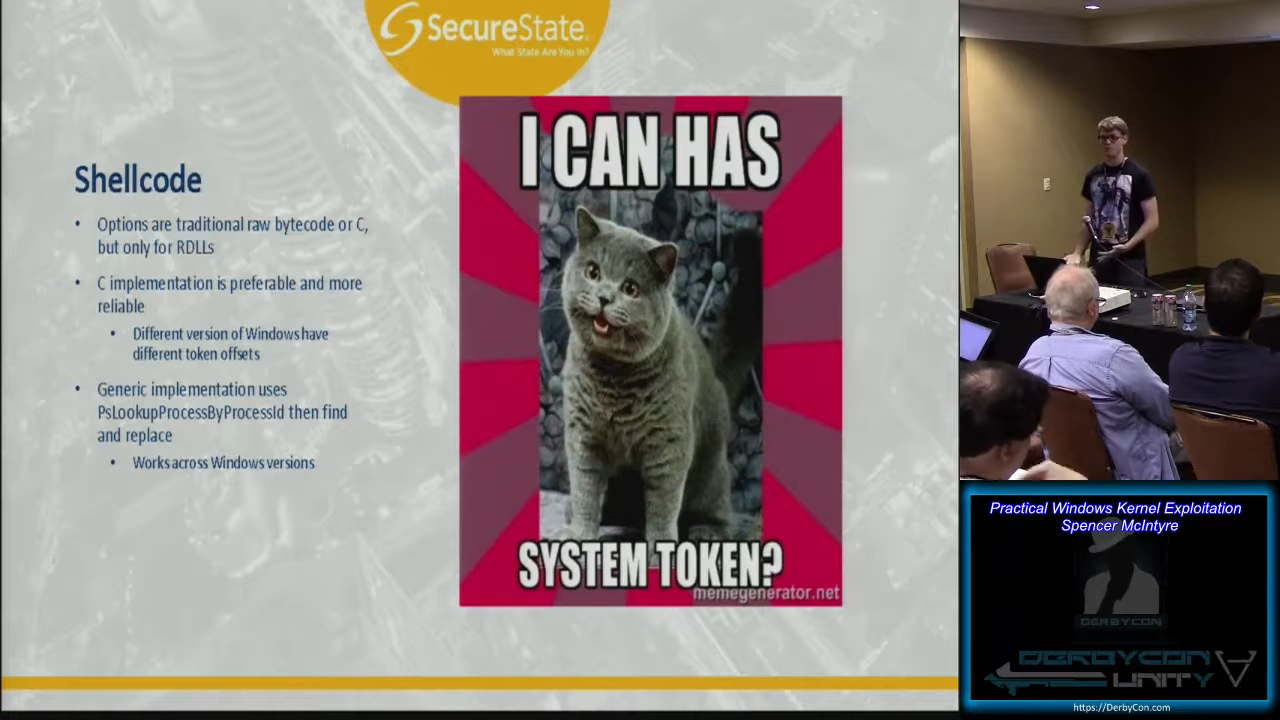 SecureState
What State Are You In?
I CAN HAS
SYSTEM TOKEN?
memegenerator.net
Shellcode
• Options are traditional raw bytecode or C,
but only for RDLLs
• C implementation is preferable and more
reliable
• Different version of Windows have
different token offsets
• Generic implementation uses
PsLookupProcessByProcessId then find
and replace
• Works across Windows versions
Practical Windows Kernel Exploitation
Spencer McIntyre
DERBYCON
DERBYCON
UNITY
https://DerbyCon.com